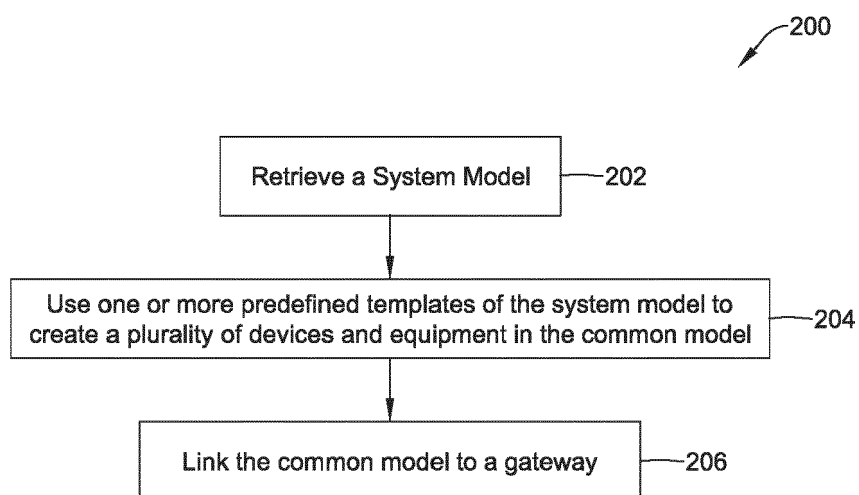 200
Retrieve a System Model
202
Use one or more predefined templates of the system model to
create a plurality of devices and equipment in the common model
204
Link the common model to a gateway
206